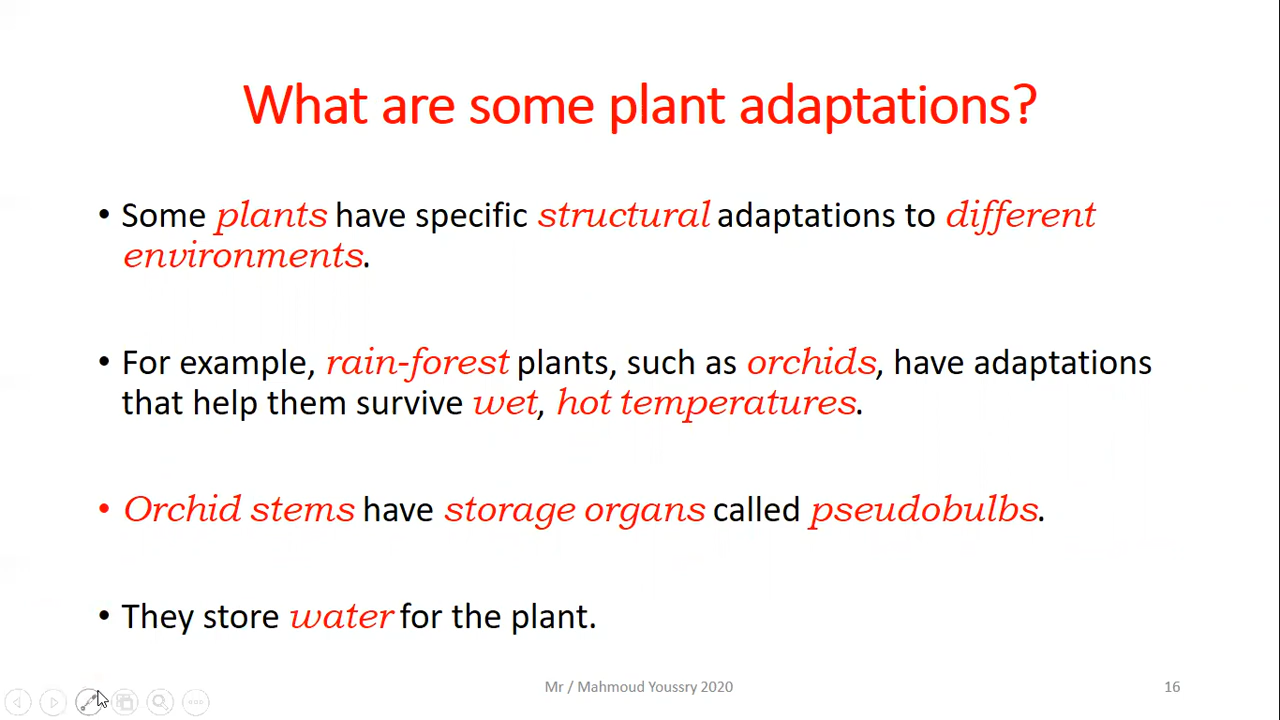 What are some plant adaptations?
• Some plants have specific structural adaptations to different
environments.
• For example, rain-forest plants, such as orchids, have adaptations
that help them survive wet, hot temperatures.
• Orchid stems have storage organs called pseudobulbs.
• They store water for the plant.
Mr / Mahmoud Youssry 2020
16